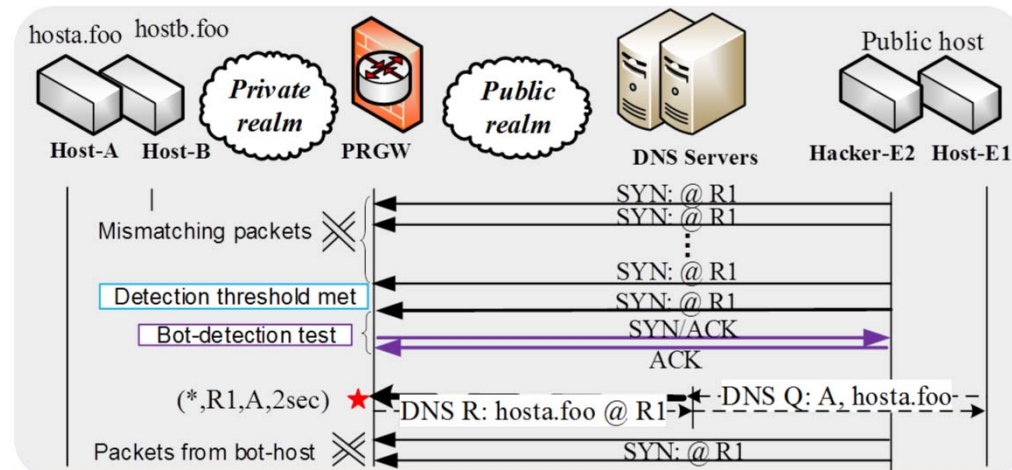 hosta.foo
hostb.foo
Public host
Private
realm
Public
realm
Host-A
Host-B
PRGW
DNS Servers
Hacker-E2
Host-E1
SYN: @ R1
SYN: @ R1
Mismatching packets
SYN: @ R1
Detection threshold met
SYN: @ R1
Bot-detection test
SYN/ACK
ACK
(*,R1,A,2sec)
DNS R: hosta.foo @ R1
DNS Q: A, hosta.foo
Packets from bot-host
SYN: @ R1